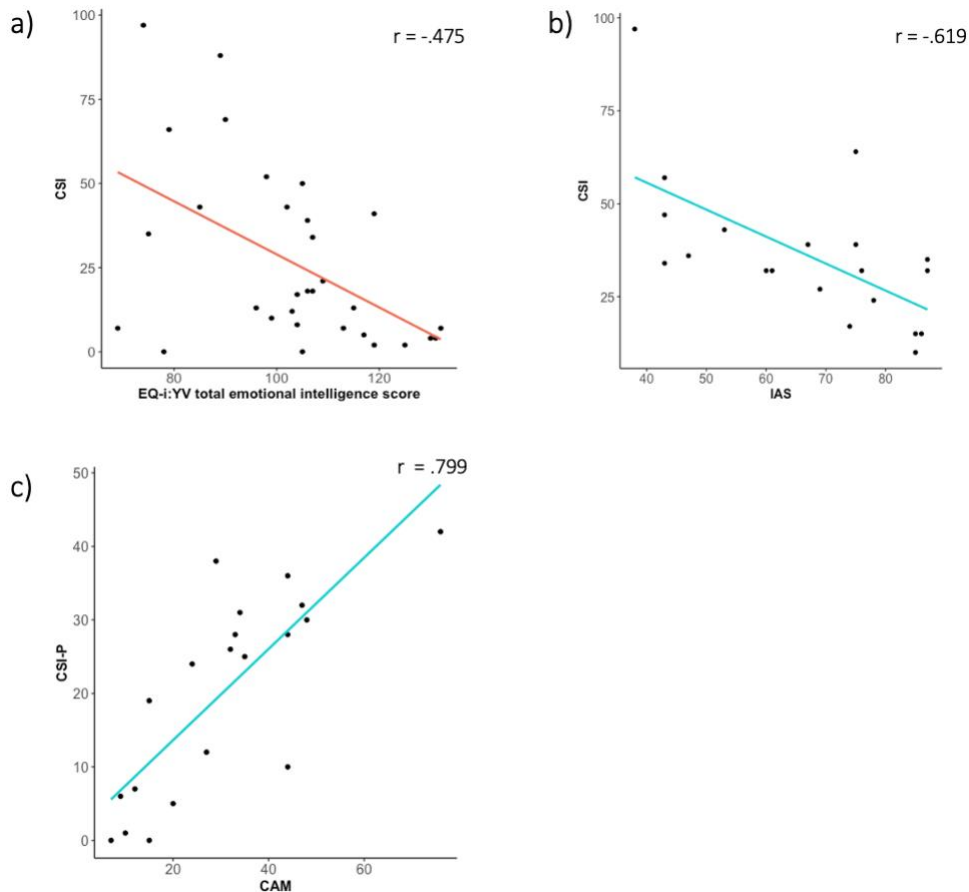 a)
r = -.475
100
75
50
25
0
CSI
80 100 120
EQ-i:YV total emotional intelligence score
b)
r = -.619
100
75
50
25
CSI
40 50 60 70 80
IAS
c)
r = .799
50
40
30
20
10
0
CSI-P
20 40 60
CAM